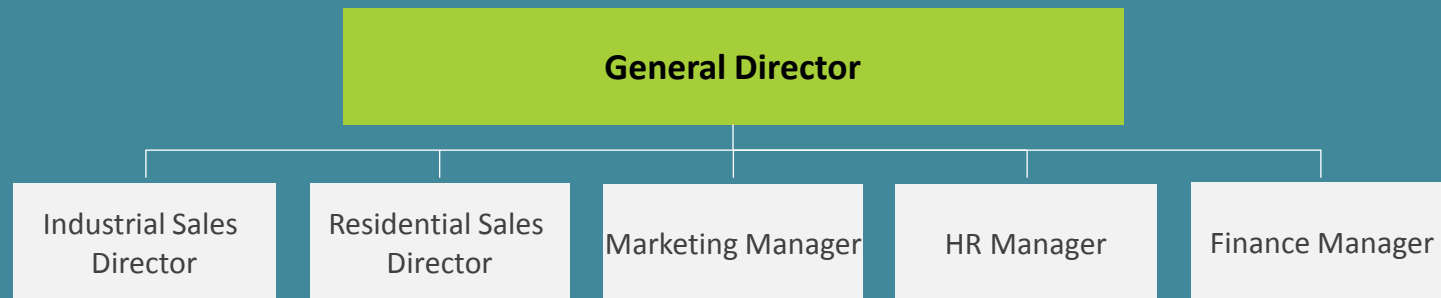 General Director
Industrial Sales
Director
Residential Sales
Director
Marketing Manager
HR Manager
Finance Manager